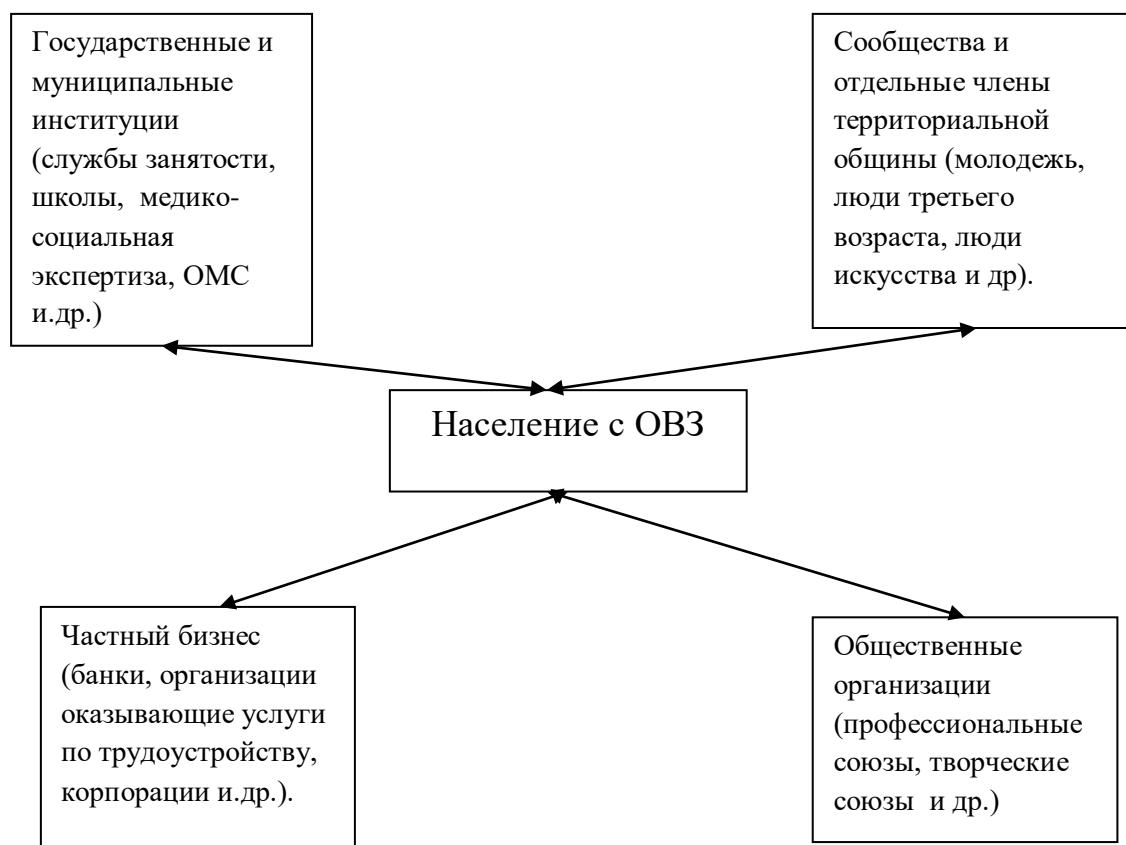 Государственные и
муниципальные
институции
(службы занятости,
школы,  медико-
социальная
экспертиза, ОМС
и.др.)
Сообщества и
отдельные члены
территориальной
общины (молодежь,
люди третьего
возраста, люди
искусства и др).
Население с ОВЗ
Частный бизнес
(банки, организации
оказывающие услуги
по трудоустройству,
корпорации и.др.).
Общественные
организации
(профессиональные
союзы, творческие
союзы  и др.)